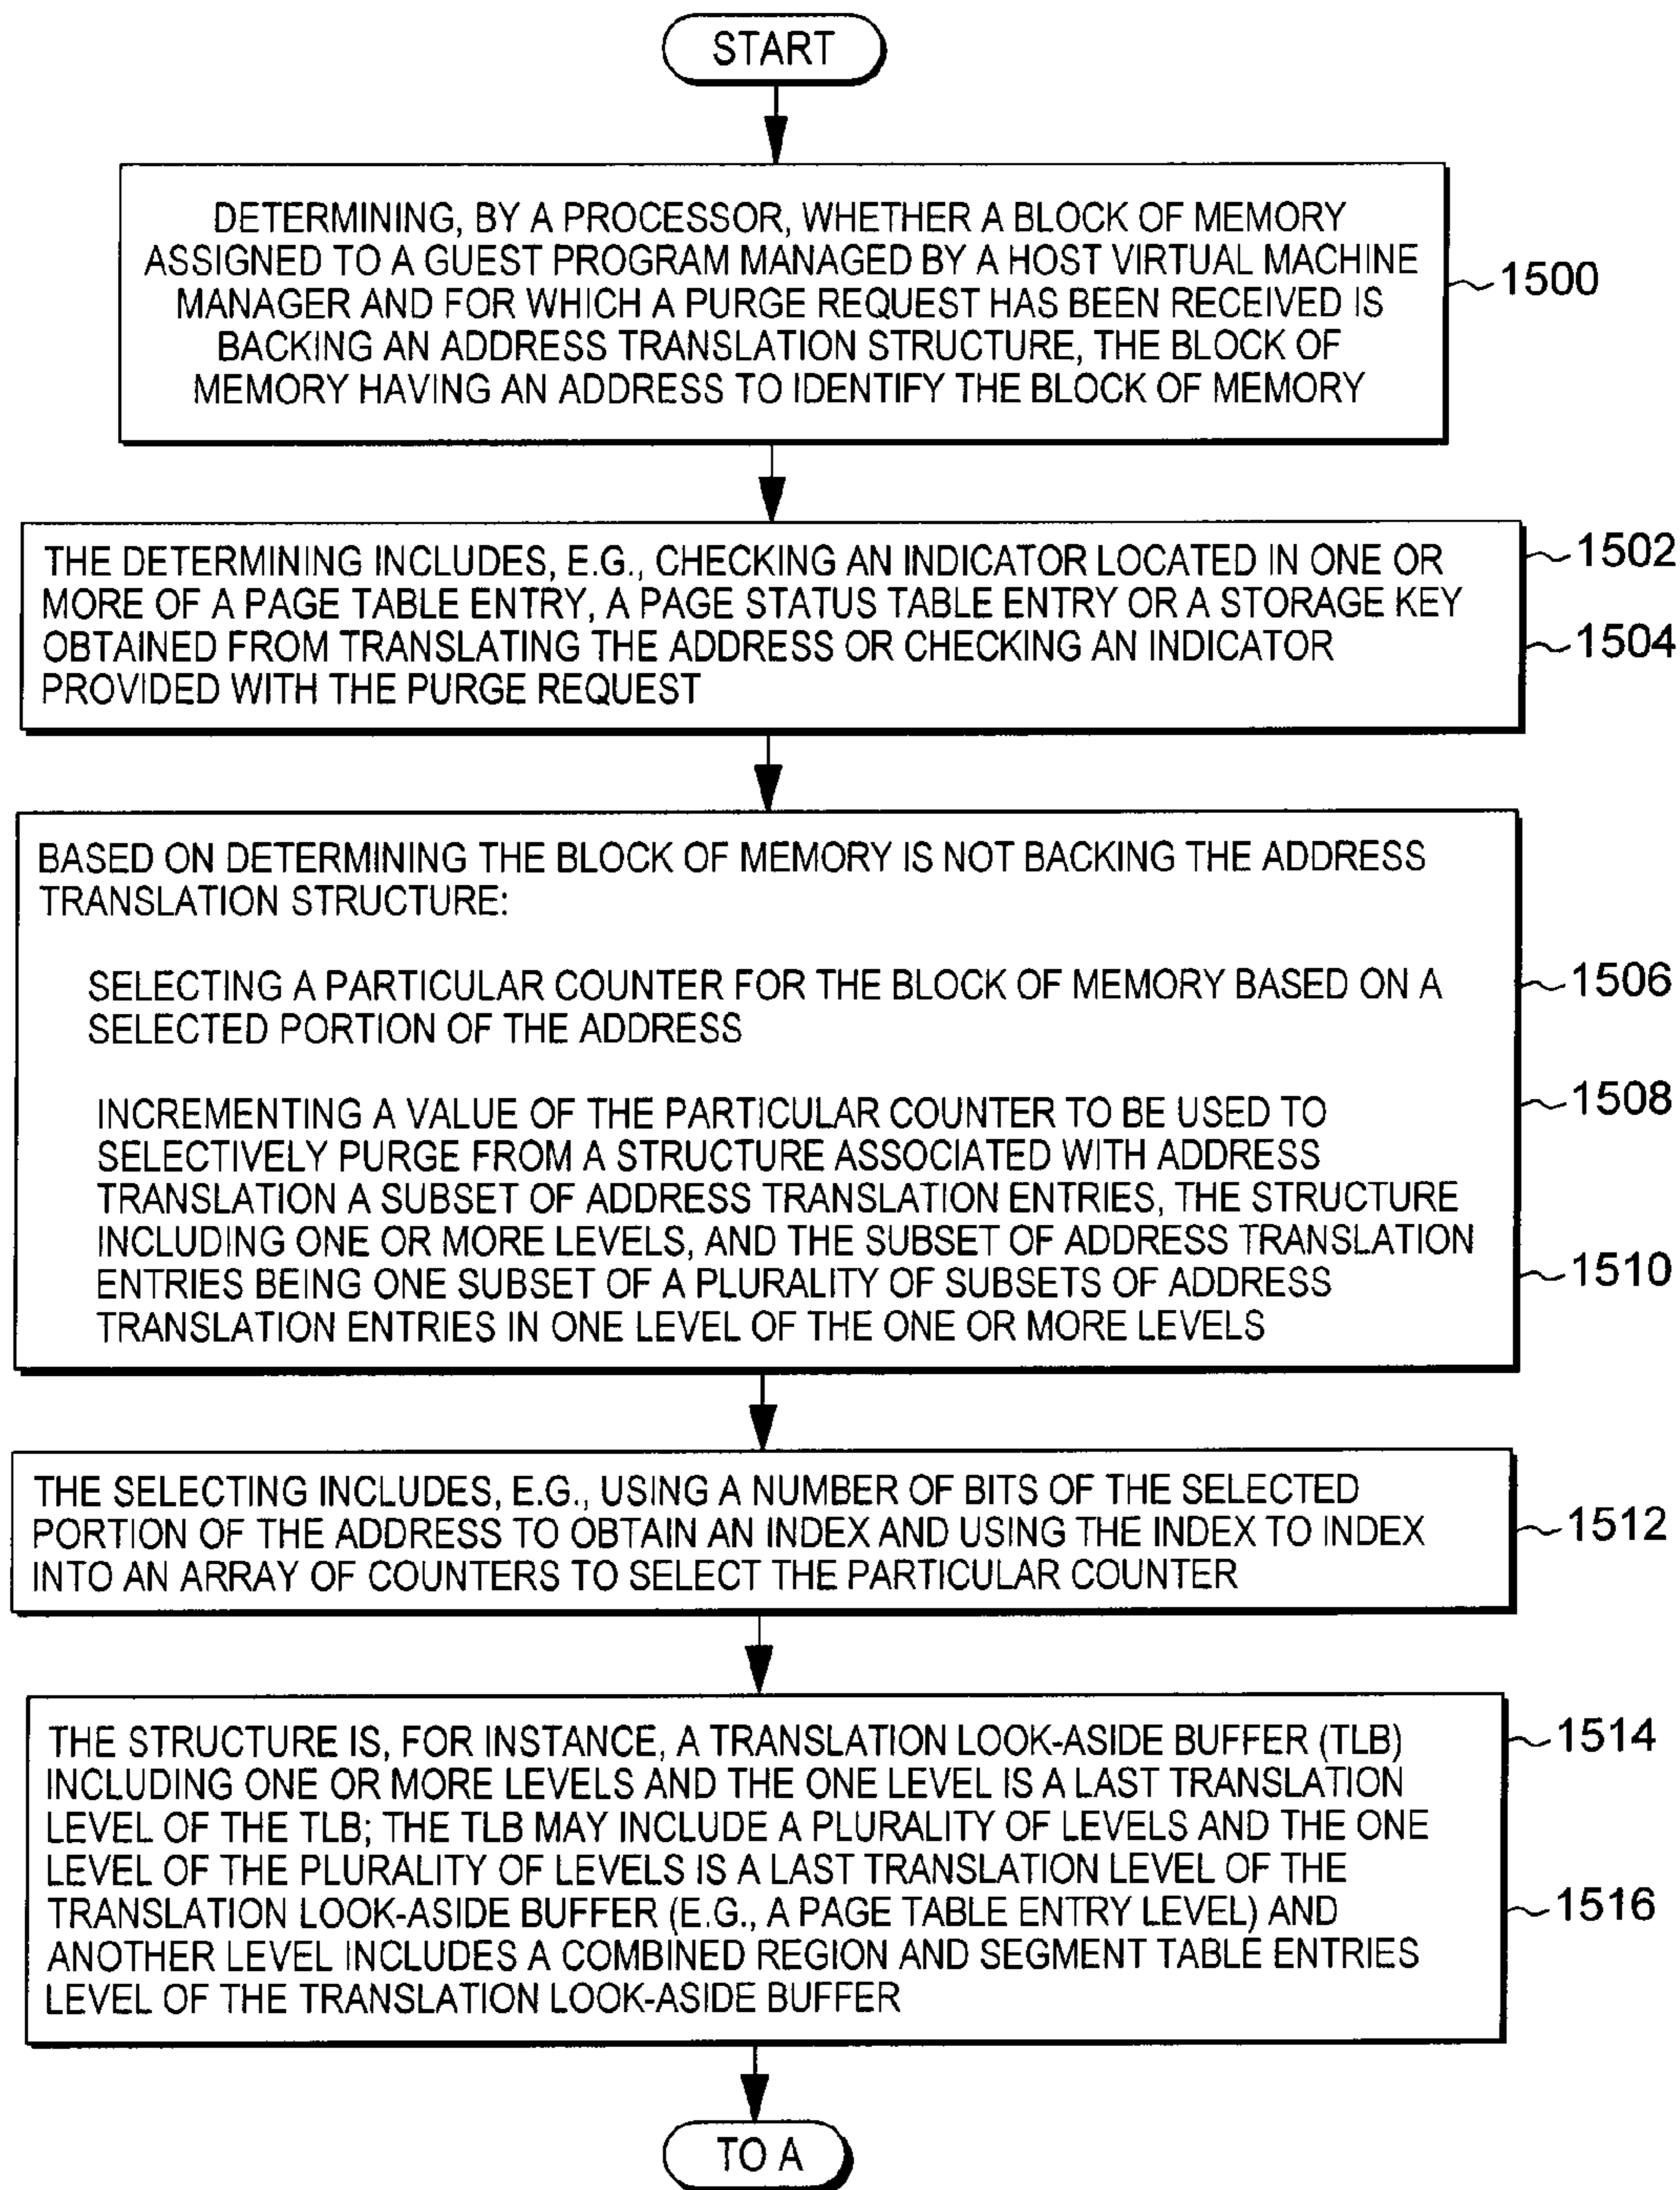 START
DETERMINING, BY A PROCESSOR, WHETHER A BLOCK OF MEMORY
ASSIGNED TO A GUEST PROGRAM MANAGED BY A HOST VIRTUAL MACHINE
MANAGER AND FOR WHICH A PURGE REQUEST HAS BEEN RECEIVED IS
BACKING AN ADDRESS TRANSLATION STRUCTURE, THE BLOCK OF
MEMORY HAVING AN ADDRESS TO IDENTIFY THE BLOCK OF MEMORY
1500
THE DETERMINING INCLUDES, E.G., CHECKING AN INDICATOR LOCATED IN ONE OR
MORE OF A PAGE TABLE ENTRY, A PAGE STATUS TABLE ENTRY OR A STORAGE KEY
OBTAINED FROM TRANSLATING THE ADDRESS OR CHECKING AN INDICATOR
PROVIDED WITH THE PURGE REQUEST
1502
1504
BASED ON DETERMINING THE BLOCK OF MEMORY IS NOT BACKING THE ADDRESS
TRANSLATION STRUCTURE:
SELECTING A PARTICULAR COUNTER FOR THE BLOCK OF MEMORY BASED ON A
SELECTED PORTION OF THE ADDRESS
1506
INCREMENTING A VALUE OF THE PARTICULAR COUNTER TO BE USED TO
SELECTIVELY PURGE FROM A STRUCTURE ASSOCIATED WITH ADDRESS
TRANSLATION A SUBSET OF ADDRESS TRANSLATION ENTRIES, THE STRUCTURE
INCLUDING ONE OR MORE LEVELS, AND THE SUBSET OF ADDRESS TRANSLATION
ENTRIES BEING ONE SUBSET OF A PLURALITY OF SUBSETS OF ADDRESS
TRANSLATION ENTRIES IN ONE LEVEL OF THE ONE OR MORE LEVELS
1508
1510
THE SELECTING INCLUDES, E.G., USING A NUMBER OF BITS OF THE SELECTED
PORTION OF THE ADDRESS TO OBTAIN AN INDEX AND USING THE INDEX TO INDEX
INTO AN ARRAY OF COUNTERS TO SELECT THE PARTICULAR COUNTER
1512
THE STRUCTURE IS, FOR INSTANCE, A TRANSLATION LOOK-ASIDE BUFFER (TLB)
INCLUDING ONE OR MORE LEVELS AND THE ONE LEVEL IS A LAST TRANSLATION
LEVEL OF THE TLB; THE TLB MAY INCLUDE A PLURALITY OF LEVELS AND THE ONE
LEVEL OF THE PLURALITY OF LEVELS IS A LAST TRANSLATION LEVEL OF THE
TRANSLATION LOOK-ASIDE BUFFER (E.G., A PAGE TABLE ENTRY LEVEL) AND
ANOTHER LEVEL INCLUDES A COMBINED REGION AND SEGMENT TABLE ENTRIES
LEVEL OF THE TRANSLATION LOOK-ASIDE BUFFER
1514
1516
TO A